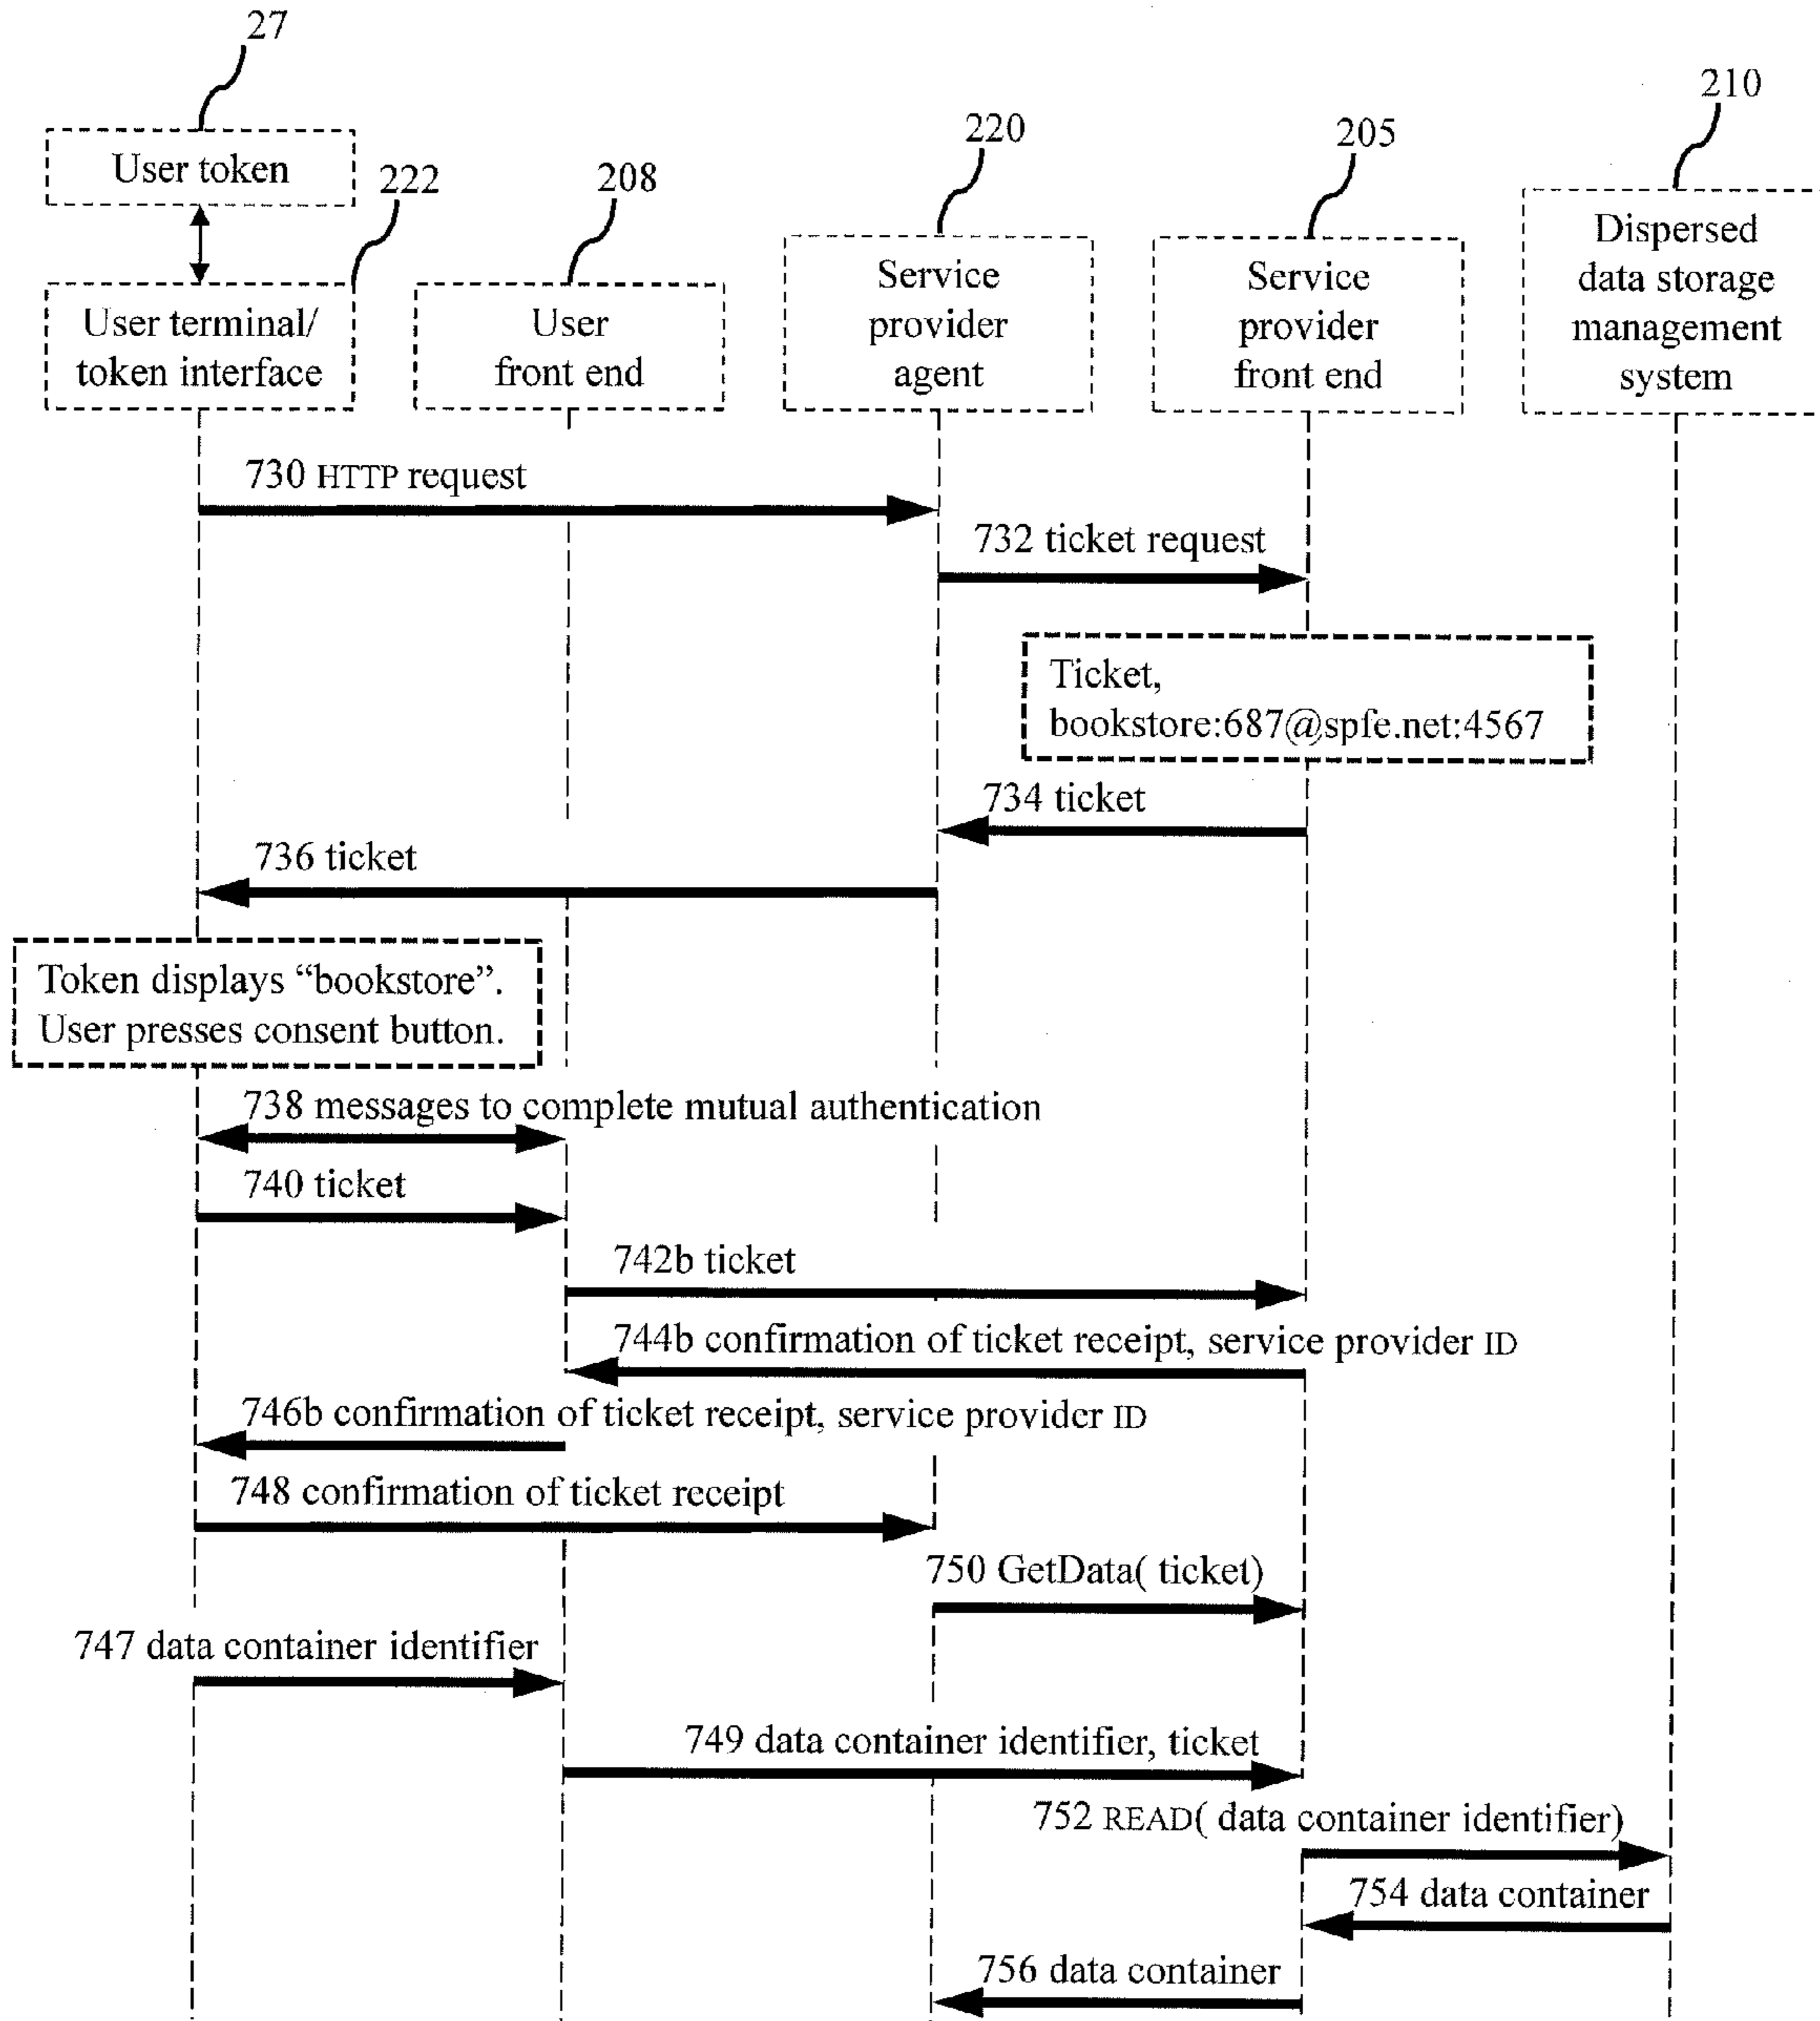 27
210
220
205
User token
222
208
Dispersed
data storage
management
system
Service
provider
agent
Service
provider
front end
User terminal/
token interface
User
front end
730 HTTP request
732 ticket request
Ticket,
bookstore:687@spfe.net:4567
734 ticket
736 ticket
Token displays “bookstore”.
User presses consent button.
738 messages to complete mutual authentication
740 ticket
742b ticket
744b confirmation of ticket receipt, service provider ID
746b confirmation of ticket receipt, service provider ID
748 confirmation of ticket receipt
750 GetData( ticket)
747 data container identifier
749 data container identifier, ticket
752 READ( data container identifier)
754 data container
756 data container